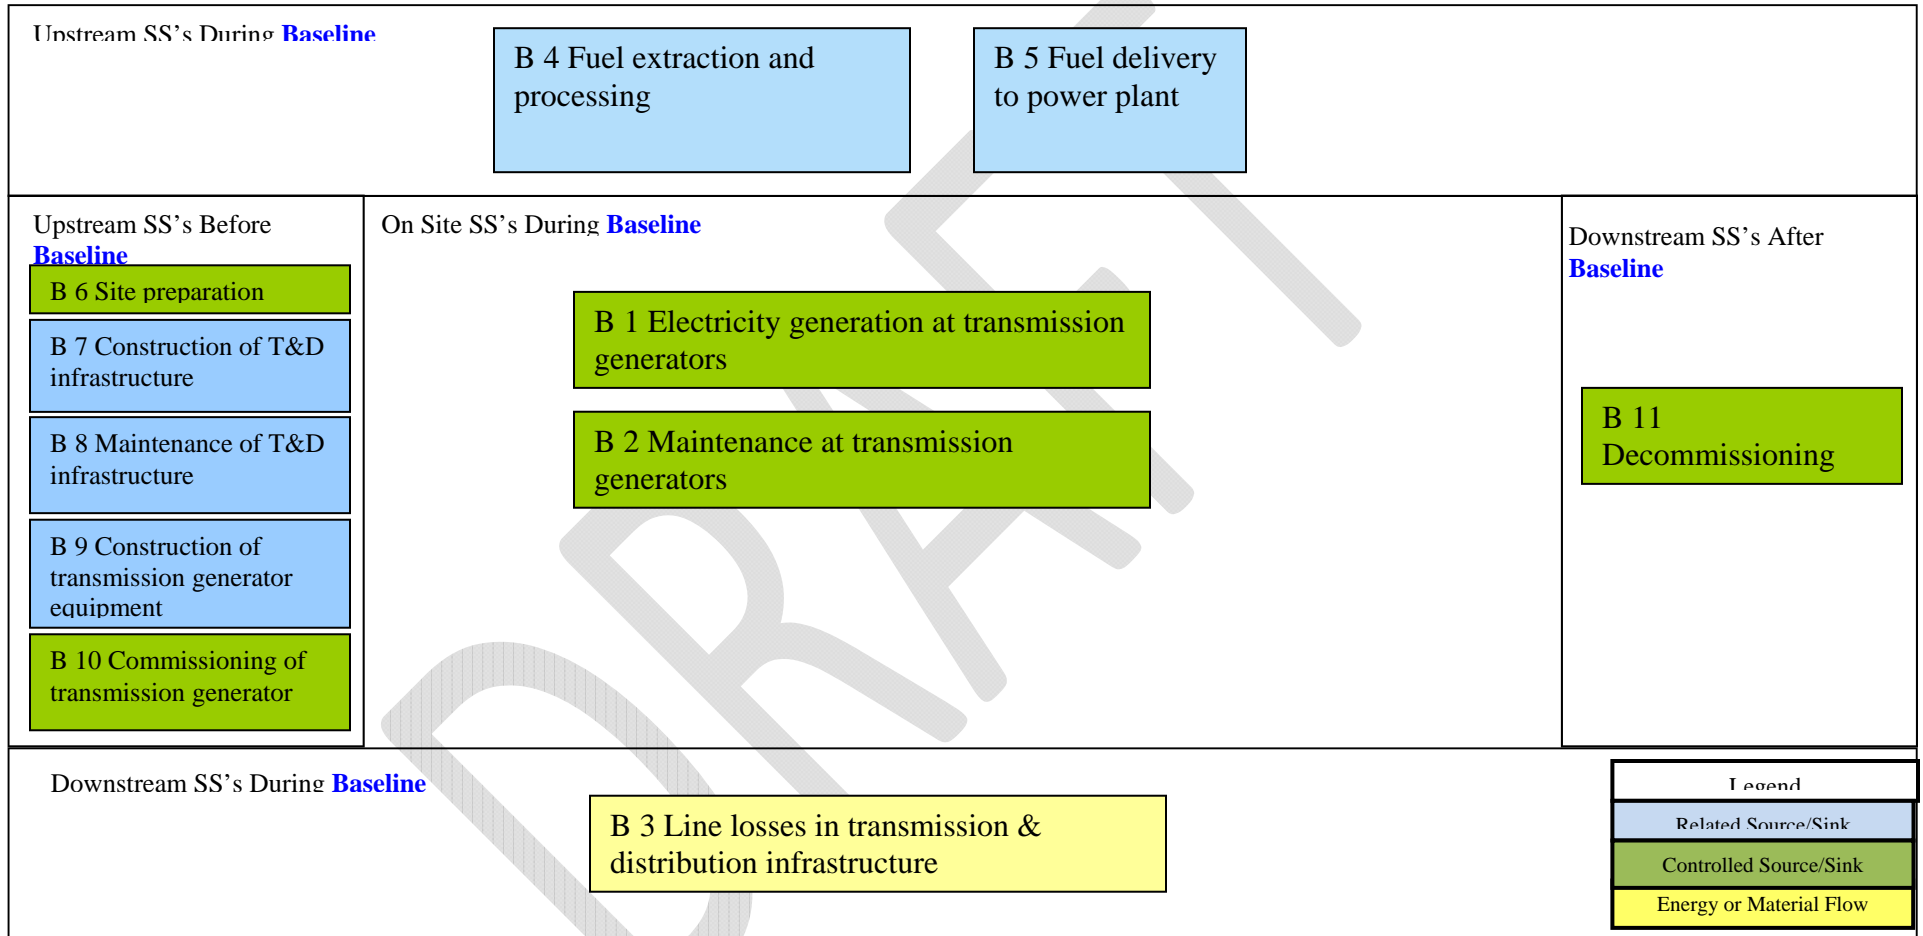 Upstream SS's During Baseline
B 4 Fuel extraction and
processing
B 5 Fuel delivery
to power plant
Upstream SS's Before
Baseline
B 6 Site preparation
B 7 Construction of T&D
infrastructure
B 8 Maintenance of T&D
infrastructure
B 9 Construction of
transmission generator
equipment
B 10 Commissioning of
transmission generator
On Site SS's During Baseline
B 1 Electricity generation at transmission
generators
B 2 Maintenance at transmission
generators
Downstream SS's After
Baseline
B 11
Decommissioning
Downstream SS's During Baseline
B 3 Line losses in transmission &
distribution infrastructure
Legend
Related Source/Sink
Controlled Source/Sink
Energy or Material Flow
DRAFT